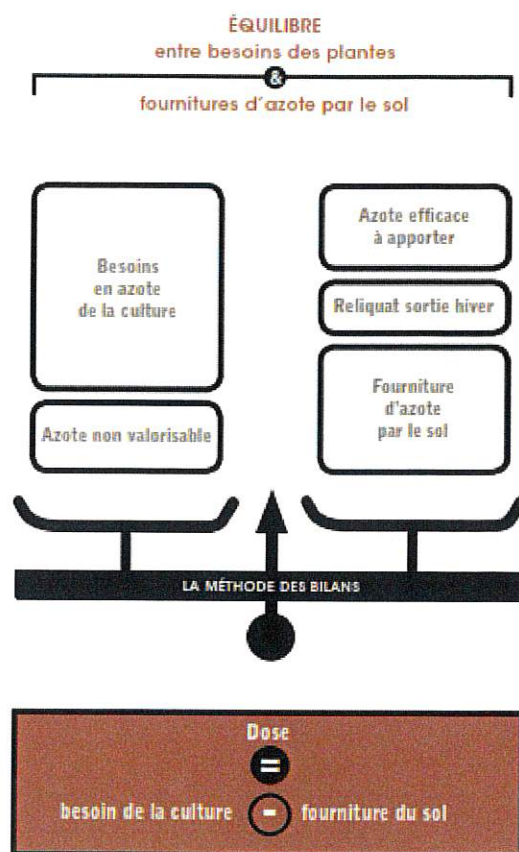 ÉQUILIBRE
entre besoins des plantes
&
fournitures d'azote par le sol
Besoins
en azote
de la culture
Azote non valorisable
Azote efficace
à apporter
Reliquat sortie hiver
Fourniture
d'azote
par le sol
LA MÉTHODE DES BILANS
Dose
=
besoin de la culture - fourniture du sol